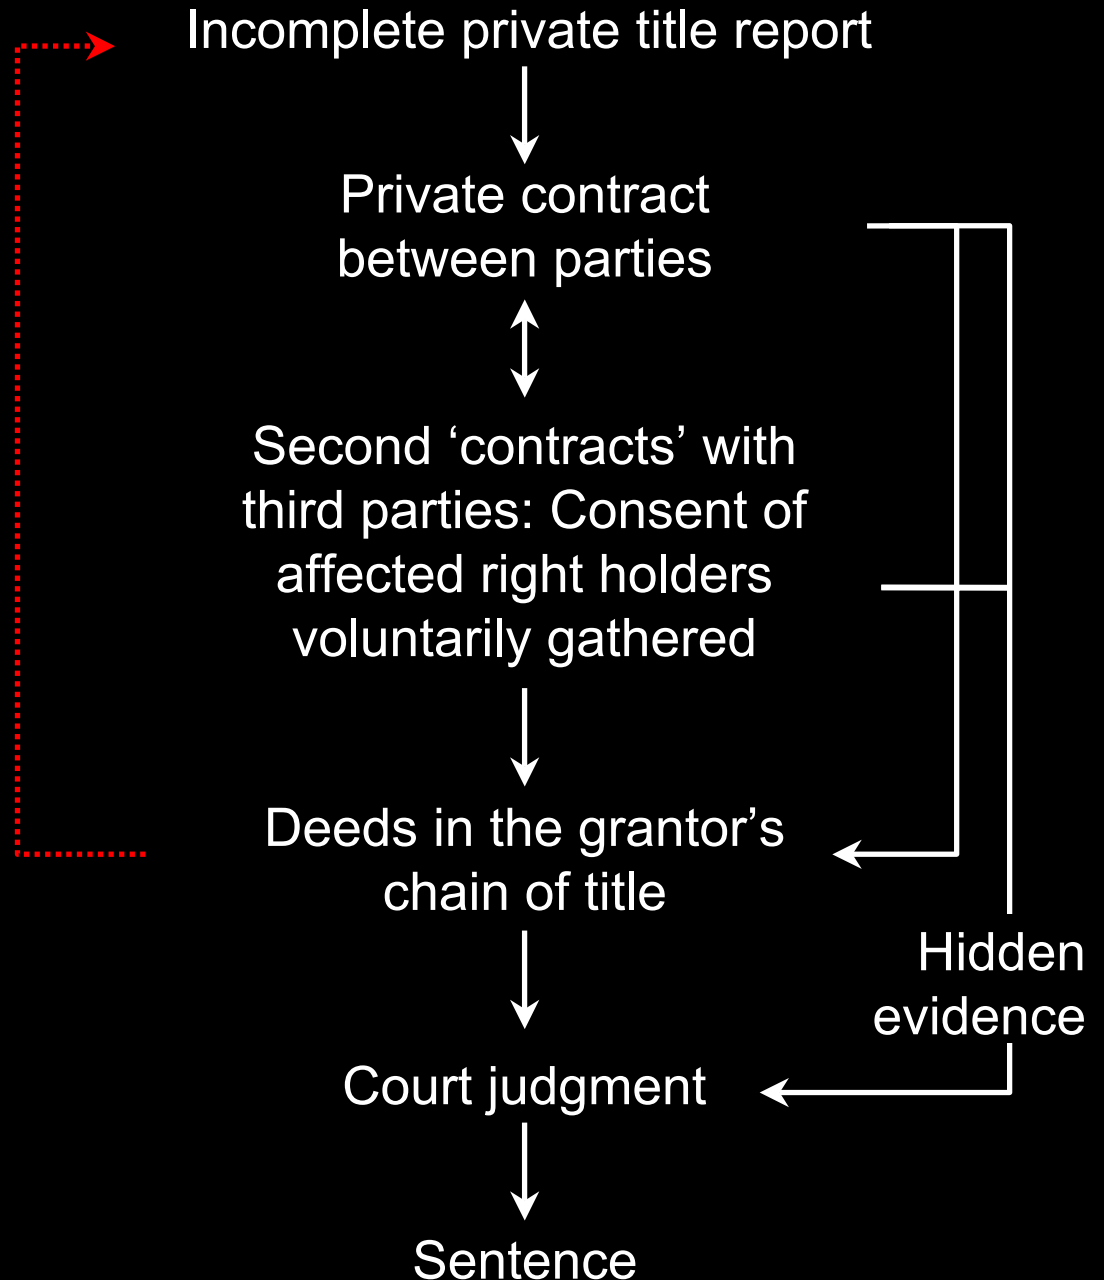 Incomplete private title report
Private contract
between parties
Second ‘contracts’ with
third parties: Consent of
affected right holders
voluntarily gathered
Deeds in the grantor’s
chain of title
Hidden
evidence
Court judgment
Sentence